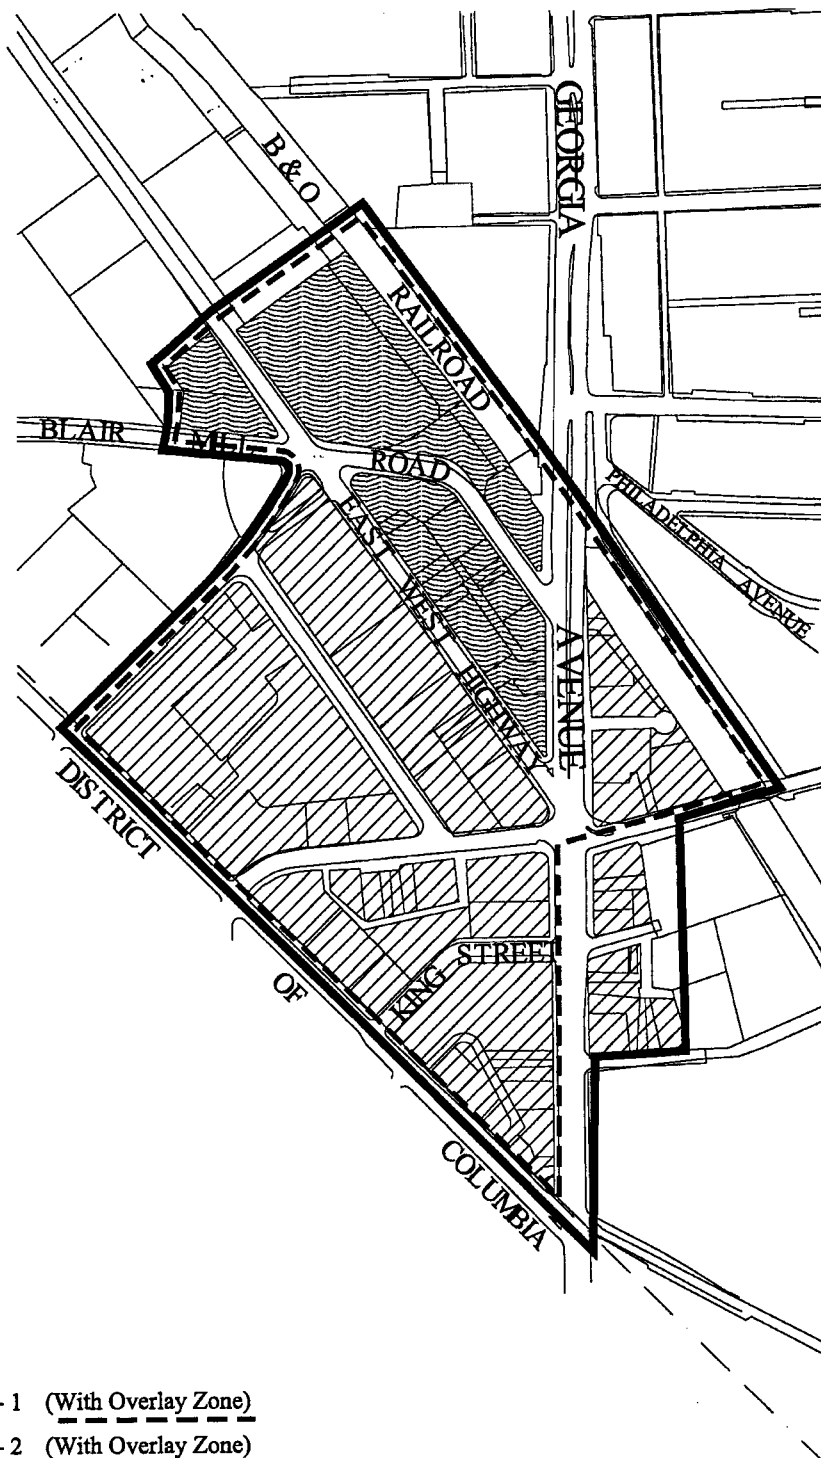 B & O
RAILROAD
GEORGIA
AVENUE
BLAIR MILL ROAD
PHILADELPHIA AVENUE
EAST WEST HIGHWAY
DISTRICT
OF
COLUMBIA
KING STREET
- 1 (With Overlay Zone)
- 2 (With Overlay Zone)